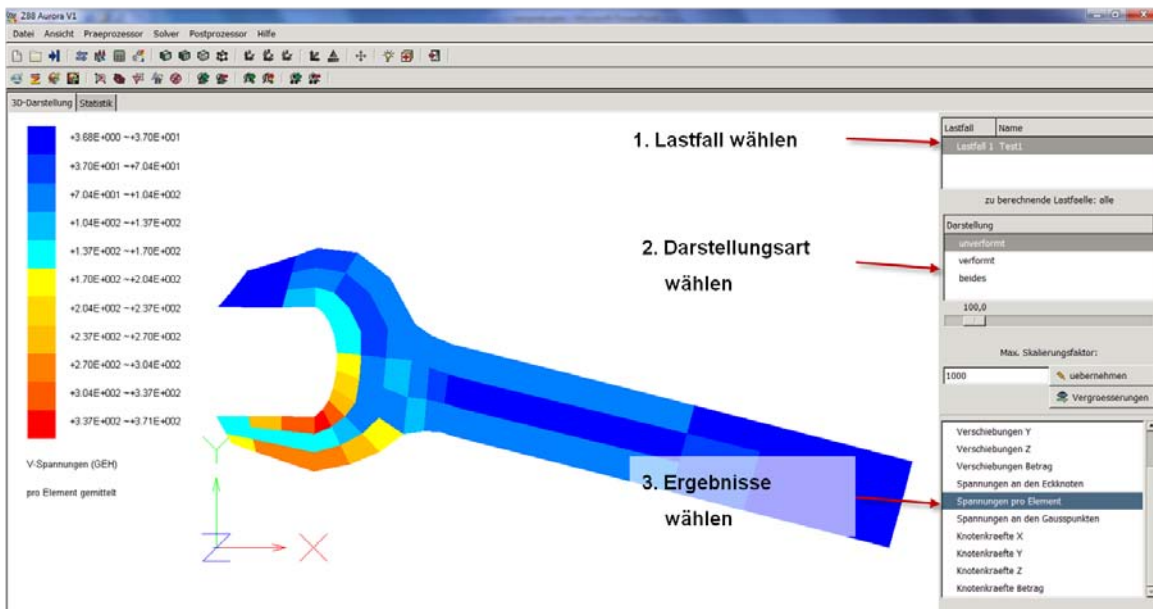 Z88 Aurora V1
Datei Ansicht Praeprozessor Solver Postprozessor Hilfe
3D-Darstellung Statistik
+3.68E+000 ~+3.70E+001
+3.70E+001 ~+7.04E+001
+7.04E+001 ~+1.04E+002
+1.04E+002 ~+1.37E+002
+1.37E+002 ~+1.70E+002
+1.70E+002 ~+2.04E+002
+2.04E+002 ~+2.37E+002
+2.37E+002 ~+2.70E+002
+2.70E+002 ~+3.04E+002
+3.04E+002 ~+3.37E+002
+3.37E+002 ~+3.71E+002
V-Spannungen (GEH)
pro Element gemittelt
Y
Z
X
1. Lastfall wählen
2. Darstellungsart
wählen
3. Ergebnisse
wählen
Lastfall Name
Lastfall 1 Test1
zu berechnende Lastfaelle: alle
Darstellung
unverformt
verformt
beides
100,0
Max. Skalierungsfaktor:
1000
uebernehmen
Vergroesserungen
Verschiebungen Y
Verschiebungen Z
Verschiebungen Betrag
Spannungen an den Eckknoten
Spannungen pro Element
Spannungen an den Gausspunkten
Knotenkraefte X
Knotenkraefte Y
Knotenkraefte Z
Knotenkraefte Betrag